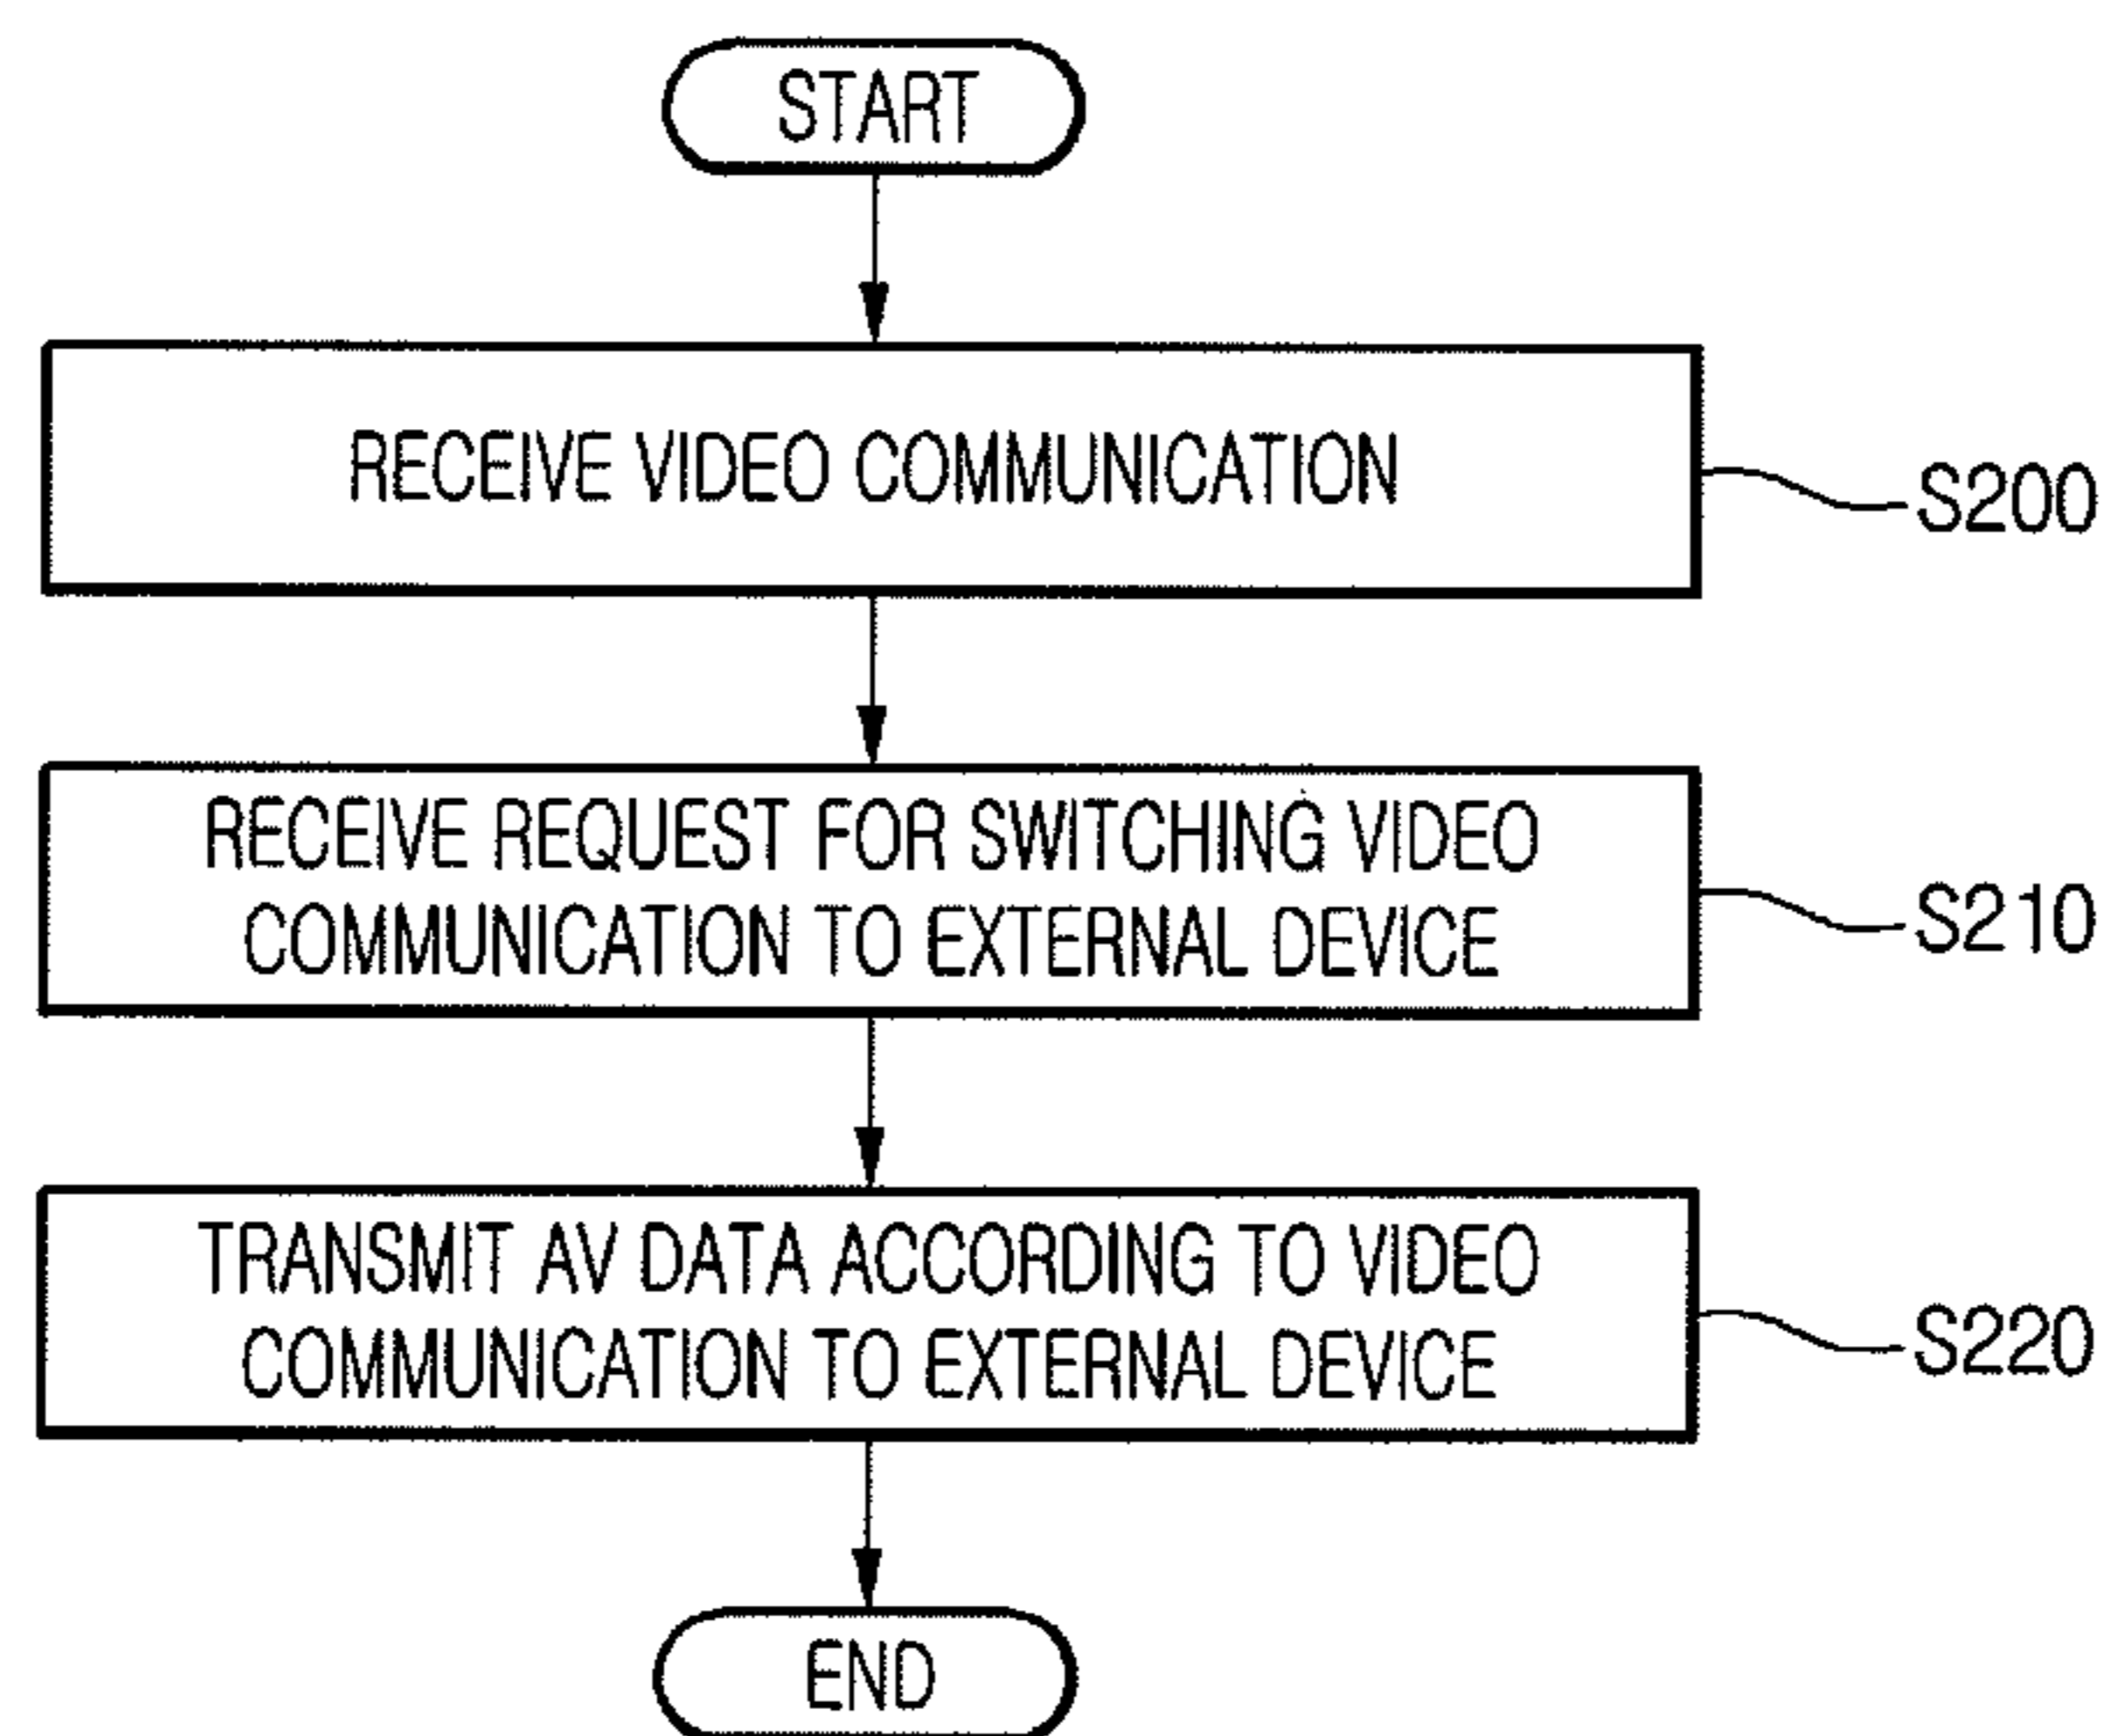 START
RECEIVE VIDEO COMMUNICATION
S200
RECEIVE REQUEST FOR SWITCHING VIDEO
COMMUNICATION TO EXTERNAL DEVICE
S210
TRANSMIT AV DATA ACCORDING TO VIDEO
COMMUNICATION TO EXTERNAL DEVICE
S220
END